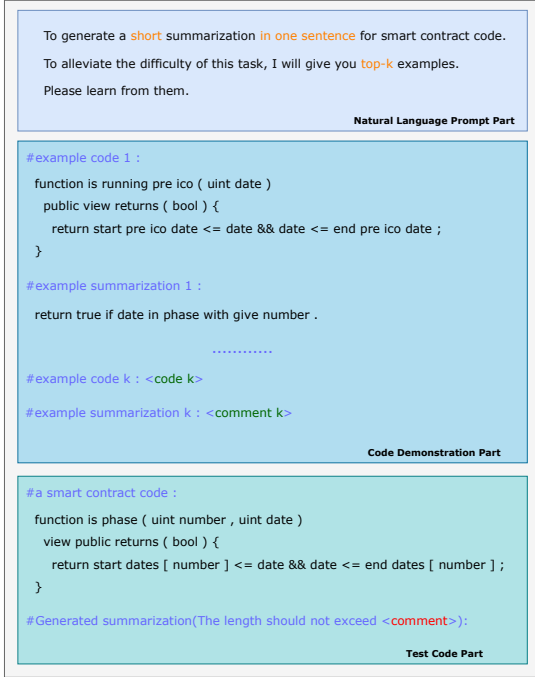 To generate a short summarization in one sentence for smart contract code.
To alleviate the difficulty of this task, I will give you top-k examples.
Please learn from them.
Natural Language Prompt Part
#example code 1 :
function is running pre ico ( uint date )
public view returns ( bool ) {
return start pre ico date <= date && date <= end pre ico date ;
}
#example summarization 1 :
return true if date in phase with give number .
............
#example code k : <code k>
#example summarization k : <comment k>
Code Demonstration Part
#a smart contract code :
function is phase ( uint number , uint date )
view public returns ( bool ) {
return start dates [ number ] <= date && date <= end dates [ number ] ;
}
#Generated summarization(The length should not exceed <comment>):
Test Code Part